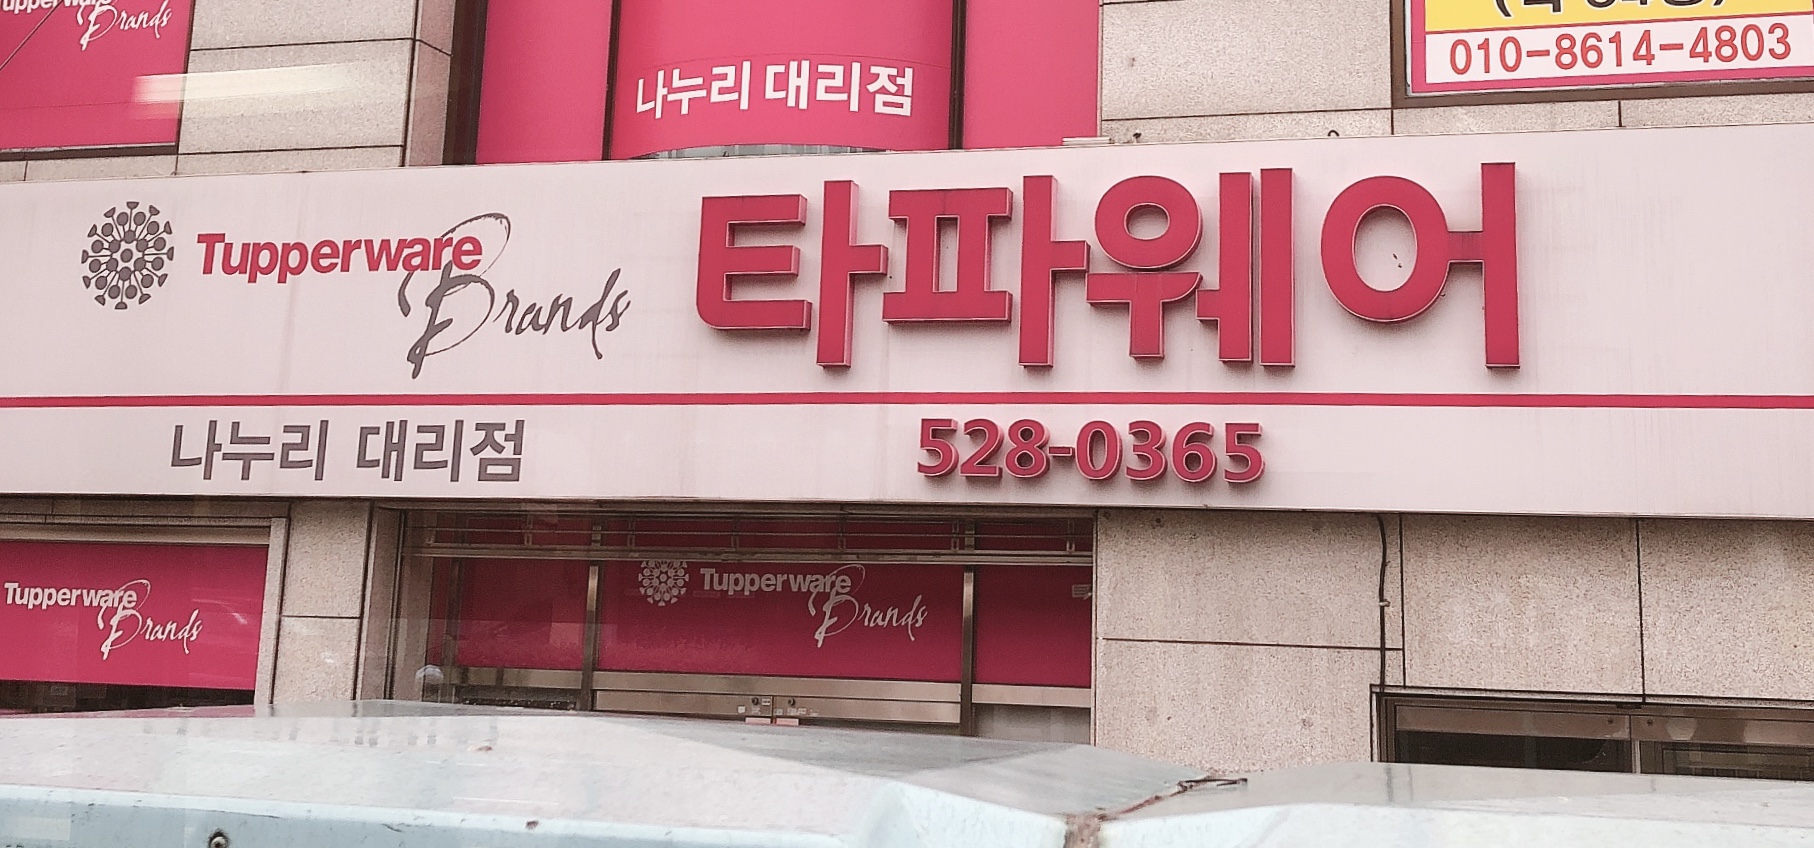 Tupperware
Brands
나누리 대리점
010-8614-4803
Tupperware
Brands
타파웨어
나누리 대리점
528-0365
Tupperware
Brands
Tupperware
Brands